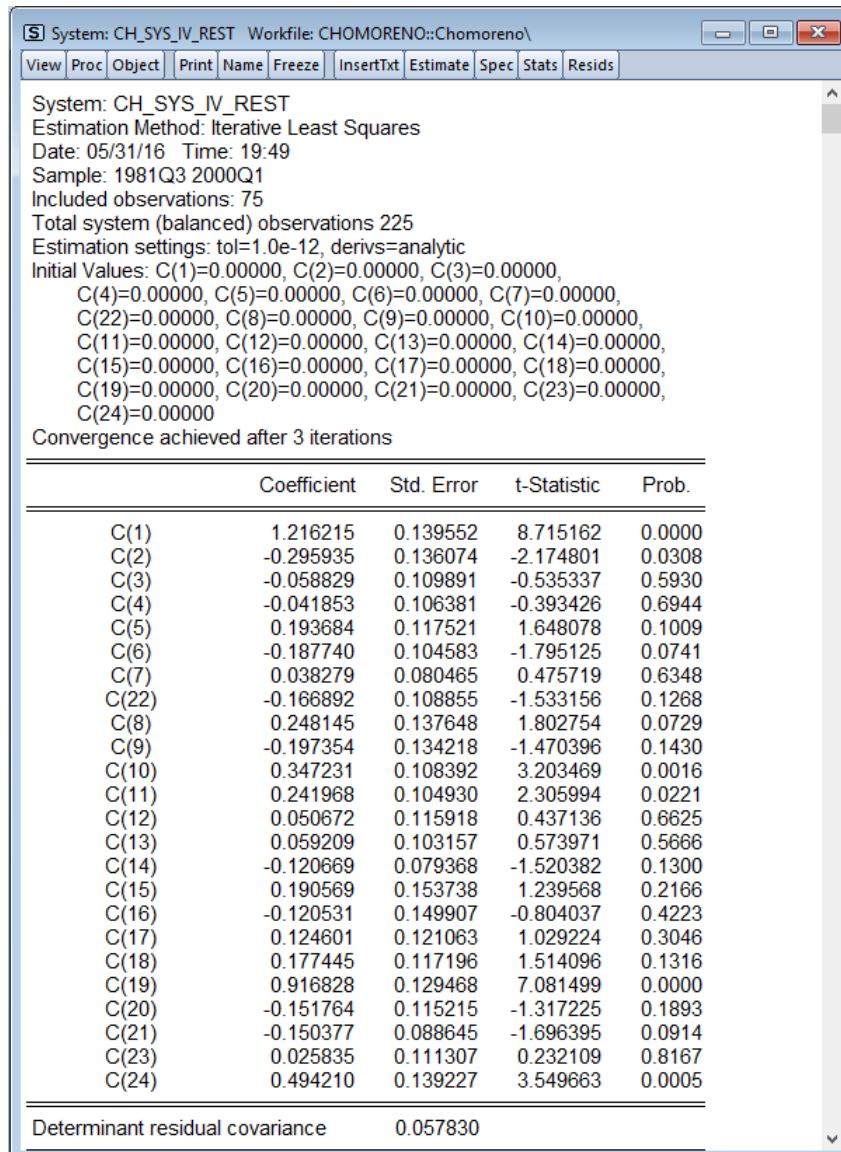 System: CH_SYS_IV_REST Workfile: CHOMORENO::Chomoreno\
View Proc Object Print Name Freeze InsertTxt Estimate Spec Stats Resids
System: CH_SYS_IV_REST
Estimation Method: Iterative Least Squares
Date: 05/31/16 Time: 19:49
Sample: 1981Q3 2000Q1
Included observations: 75
Total system (balanced) observations 225
Estimation settings: tol=1.0e-12, derivs=analytic
Initial Values: C(1)=0.00000, C(2)=0.00000, C(3)=0.00000,
C(4)=0.00000, C(5)=0.00000, C(6)=0.00000, C(7)=0.00000,
C(22)=0.00000, C(8)=0.00000, C(9)=0.00000, C(10)=0.00000,
C(11)=0.00000, C(12)=0.00000, C(13)=0.00000, C(14)=0.00000,
C(15)=0.00000, C(16)=0.00000, C(17)=0.00000, C(18)=0.00000,
C(19)=0.00000, C(20)=0.00000, C(21)=0.00000, C(23)=0.00000,
C(24)=0.00000
Convergence achieved after 3 iterations
Coefficient Std. Error t-Statistic Prob.
C(1) 1.216215 0.139552 8.715162 0.0000
C(2) -0.295935 0.136074 -2.174801 0.0308
C(3) -0.058829 0.109891 -0.535337 0.5930
C(4) -0.041853 0.106381 -0.393426 0.6944
C(5) 0.193684 0.117521 1.648078 0.1009
C(6) -0.187740 0.104583 -1.795125 0.0741
C(7) 0.038279 0.080465 0.475719 0.6348
C(22) -0.166892 0.108855 -1.533156 0.1268
C(8) 0.248145 0.137648 1.802754 0.0729
C(9) -0.197354 0.134218 -1.470396 0.1430
C(10) 0.347231 0.108392 3.203469 0.0016
C(11) 0.241968 0.104930 2.305994 0.0221
C(12) 0.050672 0.115918 0.437136 0.6625
C(13) 0.059209 0.103157 0.573971 0.5666
C(14) -0.120669 0.079368 -1.520382 0.1300
C(15) 0.190569 0.153738 1.239568 0.2166
C(16) -0.120531 0.149907 -0.804037 0.4223
C(17) 0.124601 0.121063 1.029224 0.3046
C(18) 0.177445 0.117196 1.514096 0.1316
C(19) 0.916828 0.129468 7.081499 0.0000
C(20) -0.151764 0.115215 -1.317225 0.1893
C(21) -0.150377 0.088645 -1.696395 0.0914
C(23) 0.025835 0.111307 0.232109 0.8167
C(24) 0.494210 0.139227 3.549663 0.0005
Determinant residual covariance 0.057830